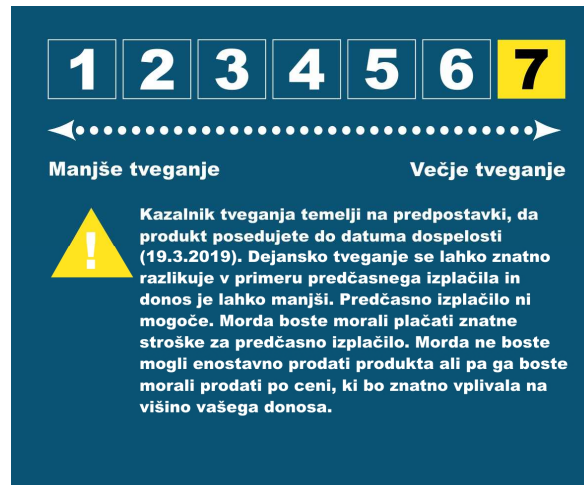 1 2 3 4 5 6 7
Manjše tveganje Večje tveganje
! Kazalnik tveganja temelji na predpostavki, da
produkt posedujete do datuma dospelosti
(19.3.2019). Dejansko tveganje se lahko znatno
razlikuje v primeru predčasnega izplačila in
donos je lahko manjši. Predčasno izplačilo ni
mogoče. Morda boste morali plačati znatne
stroške za predčasno izplačilo. Morda ne boste
mogli enostavno prodati produkta ali pa ga boste
morali prodati po ceni, ki bo znatno vplivala na
višino vašega donosa.